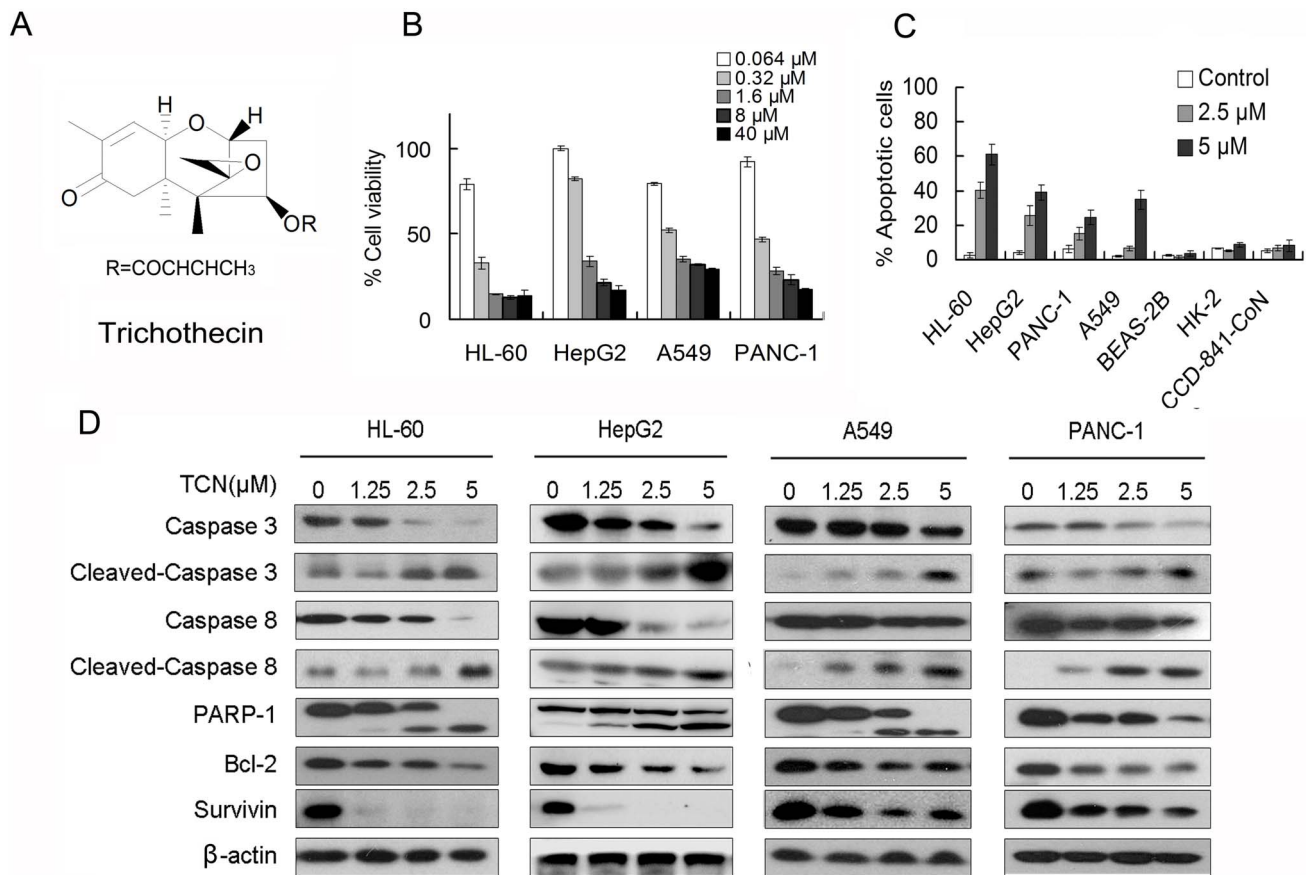 A
H
O
H
O
O
OR
R=COCHCHCH3
Trichothecin
B
0.064 µM
0.32 µM
1.6 µM
8 µM
40 µM
% Cell viability
100
50
0
HL-60 HepG2 A549 PANC-1
C
Control
2.5 µM
5 µM
% Apoptotic cells
100
80
60
40
20
0
HL-60
HepG2
PANC-1
A549
BEAS-2B
HK-2
CCD-841-CoN
D
HL-60 HepG2 A549 PANC-1
TCN(µM) 0 1.25 2.5 5 0 1.25 2.5 5 0 1.25 2.5 5 0 1.25 2.5 5
Caspase 3
Cleaved-Caspase 3
Caspase 8
Cleaved-Caspase 8
PARP-1
Bcl-2
Survivin
β-actin